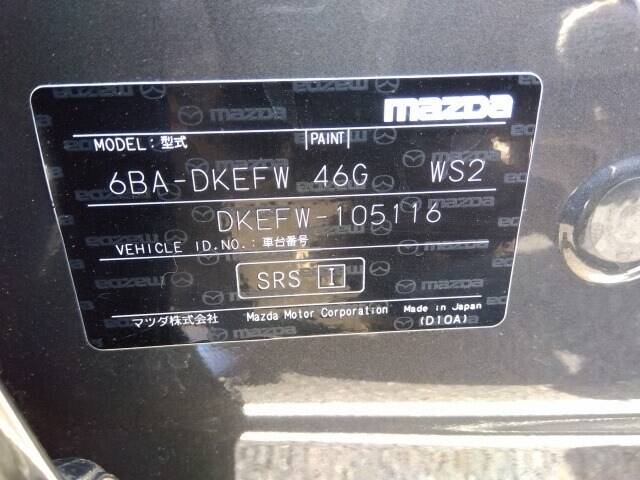 mazda
MODEL:型式 PAINT
6BA-DKEFW 46G WS2
DKEFW-105116
VEHICLE ID.NO.:車台番号
SRS I
マツダ株式会社 Mazda Motor Corporation Made in Japan
(D10A)